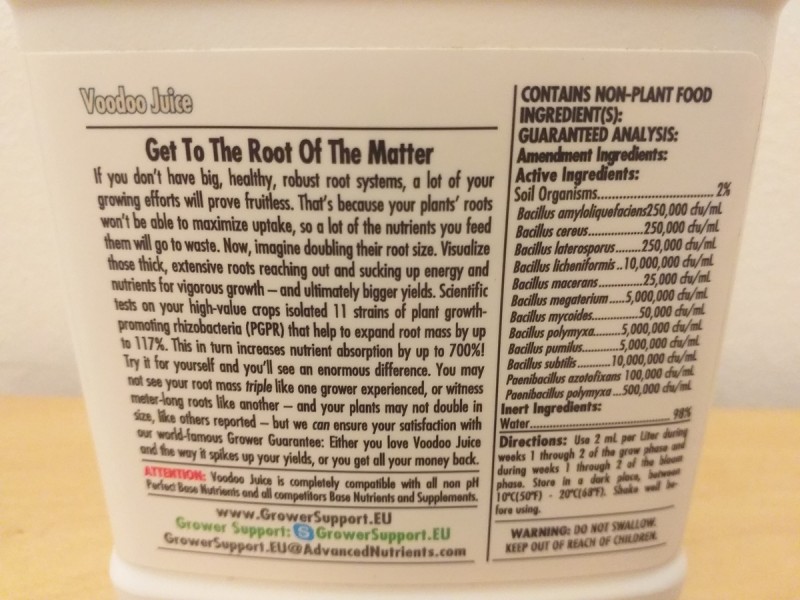 Voodoo Juice
Get To The Root Of The Matter
If you don't have big, healthy, robust root systems, a lot of your
growing efforts will prove fruitless. That's because your plants' roots
won't be able to maximize uptake, so a lot of the nutrients you feed
them will go to waste. Now, imagine doubling their root size. Visualize
those thick, extensive roots reaching out and sucking up energy and
nutrients for vigorous growth – and ultimately bigger yields. Scientific
tests on your high-value crops isolated 11 strains of plant growth-
promoting rhizobacteria (PGPR) that help to expand root mass by up
to 117%. This in turn increases nutrient absorption by up to 700%!
Try it for yourself and you'll see an enormous difference. You may
not see your root mass triple like one grower experienced, or witness
meter-long roots like another – and your plants may not double in
size, like others reported – but we can ensure your satisfaction with
our world-famous Grower Guarantee: Either you love Voodoo Juice
and the way it spikes up your yields, or you get all your money back.
ATTENTION: Voodoo Juice is completely compatible with all non pH
Perfect Base Nutrients and all competitors Base Nutrients and Supplements.
www.GrowerSupport.EU
Grower Support: S GrowerSupport.EU
GrowerSupport.EU@AdvancedNutrients.com
CONTAINS NON-PLANT FOOD
INGREDIENT(S):
GUARANTEED ANALYSIS:
Amendment Ingredients:
Active Ingredients:
Soil Organisms............................ 2%
Bacillus amyloliquefaciens250,000 cfu/mL
Bacillus cereus................250,000 cfu/mL
Bacillus laterosporus........250,000 cfu/mL
Bacillus licheniformis ..10,000,000 cfu/mL
Bacillus macerans.............25,000 cfu/mL
Bacillus megaterium .....5,000,000 cfu/mL
Bacillus mycoides..............50,000 cfu/mL
Bacillus polymyxa.........5,000,000 cfu/mL
Bacillus pumilus............5,000,000 cfu/mL
Bacillus subtilis...........10,000,000 cfu/mL
Paenibacillus azotofixans 100,000 cfu/mL
Paenibacillus polymyxa ...500,000 cfu/mL
Inert Ingredients:
Water............................................ 98%
Directions: Use 2 mL per Liter during
weeks 1 through 2 of the grow phase and
during weeks 1 through 2 of the bloom
phase. Store in a dark place, between
10°C(50°F) - 20°C(68°F). Shake well be-
fore using.
WARNING: DO NOT SWALLOW.
KEEP OUT OF REACH OF CHILDREN.